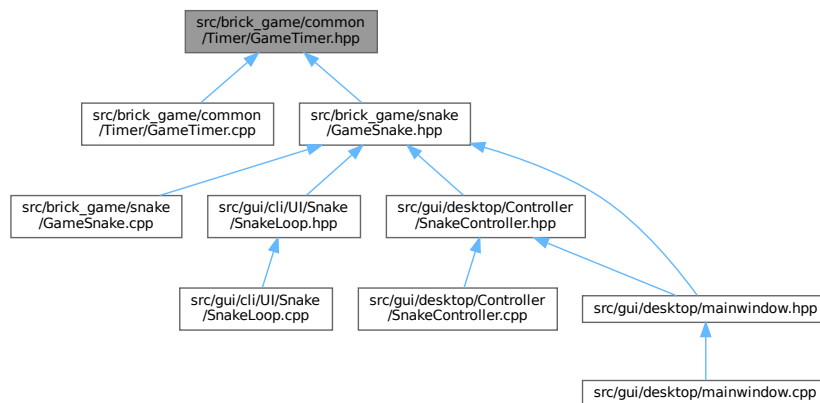 src/brick_game/common
/Timer/GameTimer.hpp
src/brick_game/common
/Timer/GameTimer.cpp
src/brick_game/snake
/GameSnake.hpp
src/brick_game/snake
/GameSnake.cpp
src/gui/cli/UI/Snake
/SnakeLoop.hpp
src/gui/desktop/Controller
/SnakeController.hpp
src/gui/cli/UI/Snake
/SnakeLoop.cpp
src/gui/desktop/Controller
/SnakeController.cpp
src/gui/desktop/mainwindow.hpp
src/gui/desktop/mainwindow.cpp